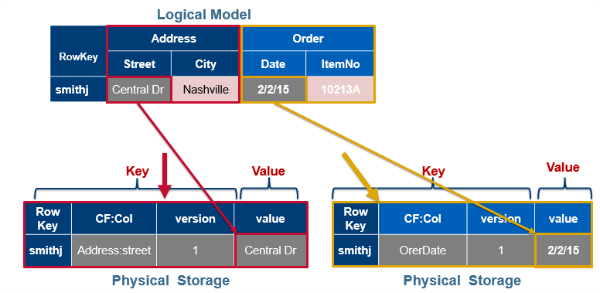 Logical Model
RowKey Address Order
Street City Date ItemNo
smithj Central Dr Nashville 2/2/15 10213A
Key Value Key Value
Row Key CF:Col version value
smithj Address:street 1 Central Dr
Row Key CF:Col version value
smithj OrerDate 1 2/2/15
Physical Storage Physical Storage